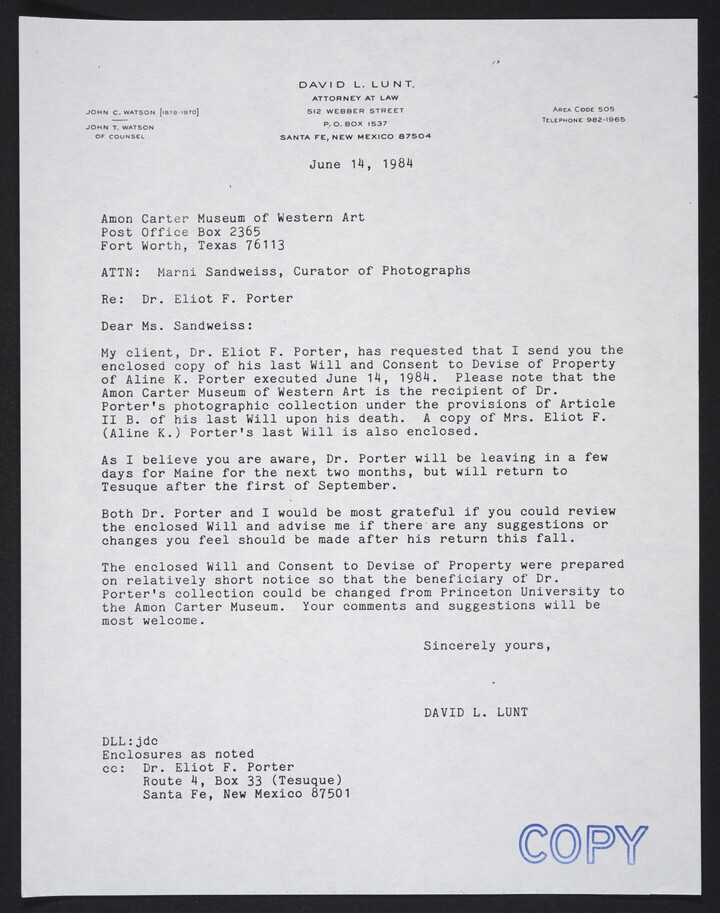 DAVID L. LUNT.
ATTORNEY AT LAW
512 WEBBER STREET
P. O. BOX 1537
SANTA FE, NEW MEXICO 87504
JOHN C. WATSON [1878-1970]
JOHN T. WATSON
OF COUNSEL
AREA CODE 505
TELEPHONE 982-1965
June 14, 1984
Amon Carter Museum of Western Art
Post Office Box 2365
Fort Worth, Texas 76113
ATTN: Marni Sandweiss, Curator of Photographs
Re: Dr. Eliot F. Porter
Dear Ms. Sandweiss:
My client, Dr. Eliot F. Porter, has requested that I send you the
enclosed copy of his last Will and Consent to Devise of Property
of Aline K. Porter executed June 14, 1984. Please note that the
Amon Carter Museum of Western Art is the recipient of Dr.
Porter's photographic collection under the provisions of Article
II B. of his last Will upon his death. A copy of Mrs. Eliot F.
(Aline K.) Porter's last Will is also enclosed.
As I believe you are aware, Dr. Porter will be leaving in a few
days for Maine for the next two months, but will return to
Tesuque after the first of September.
Both Dr. Porter and I would be most grateful if you could review
the enclosed Will and advise me if there are any suggestions or
changes you feel should be made after his return this fall.
The enclosed Will and Consent to Devise of Property were prepared
on relatively short notice so that the beneficiary of Dr.
Porter's collection could be changed from Princeton University to
the Amon Carter Museum. Your comments and suggestions will be
most welcome.
Sincerely yours,
DAVID L. LUNT
DLL:jdc
Enclosures as noted
cc: Dr. Eliot F. Porter
Route 4, Box 33 (Tesuque)
Santa Fe, New Mexico 87501
COPY